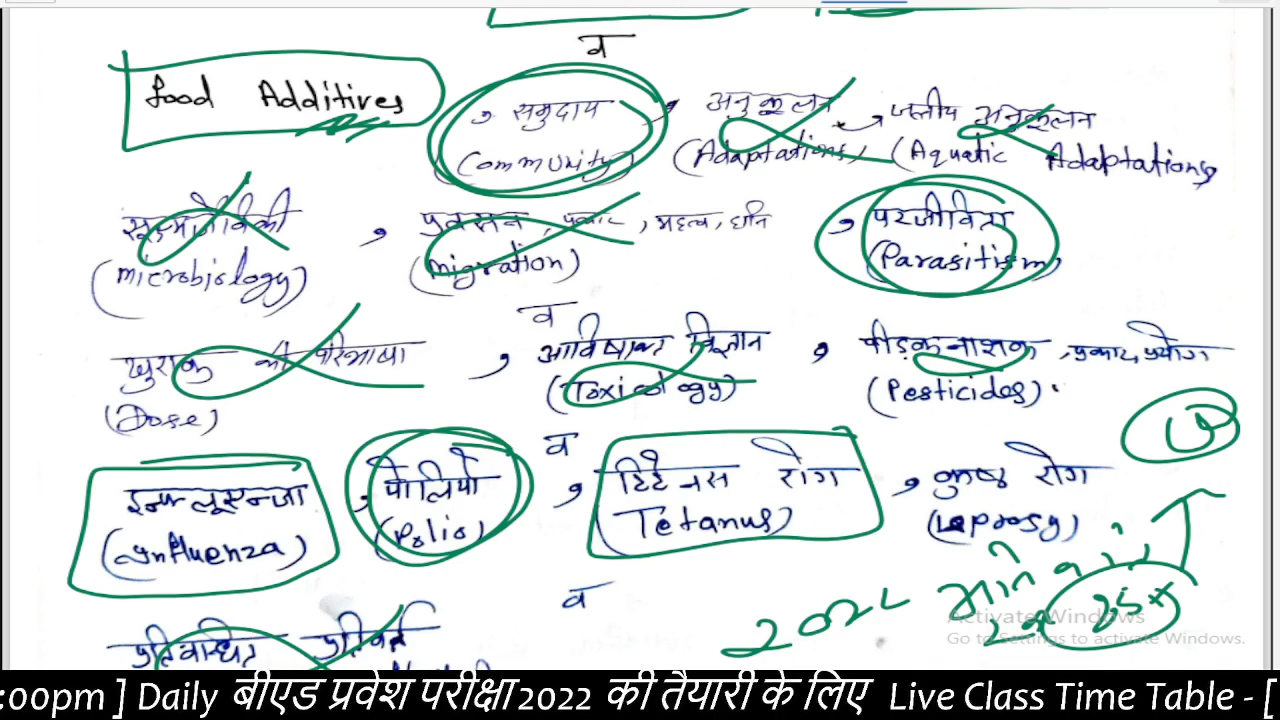 व
food Additives
, समुदाय , अनुकूलन , जलीय अनुकूलन
(Community) (Adaptations) (Aquatic Adaptations,
सूक्ष्मजैविकी , प्रवसन , प्रकार , महत्व , हानि , परजीविता
(microbiology) (migration) (Parasitism)
व
खुराक की परिभाषा , आविषाक्त विज्ञान , पीड़कनाशक , प्रकार, प्रयोग
(Dose) (Toxicology) (Pesticides)
व
इन्फ्लूएन्जा , पोलियो , टिटेनस रोग , कुष्ठ रोग
(Influenza) (Polio) (Tetanus) (Leprosy)
2022
व
Activate Windows
Go to Settings to activate Windows.
:00pm ] Daily बीएड प्रवेश परीक्षा 2022 की तैयारी के लिए Live Class Time Table - [